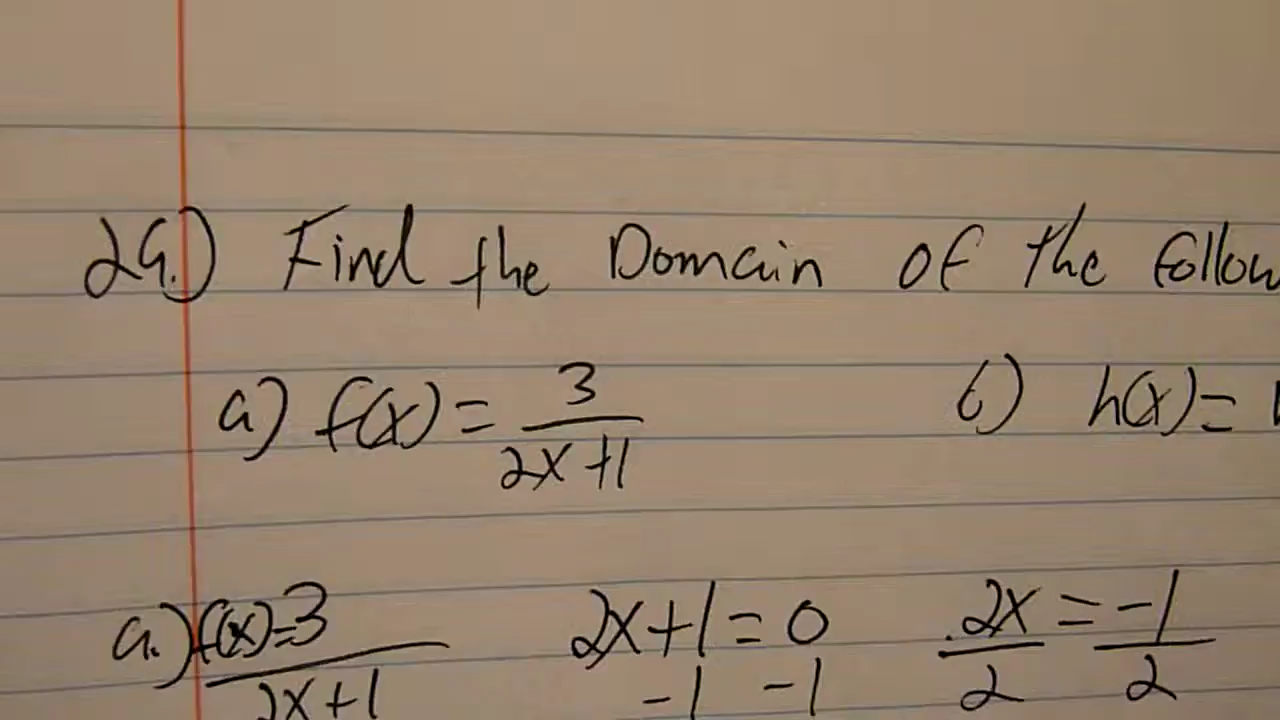 29.) Find the Domain of the follow
a) f(x) = 3/(2x+1) b) h(x) =
a.) f(x)=3/(2x+1) 2x+1=0 2x/2 = -1/2
-1 -1